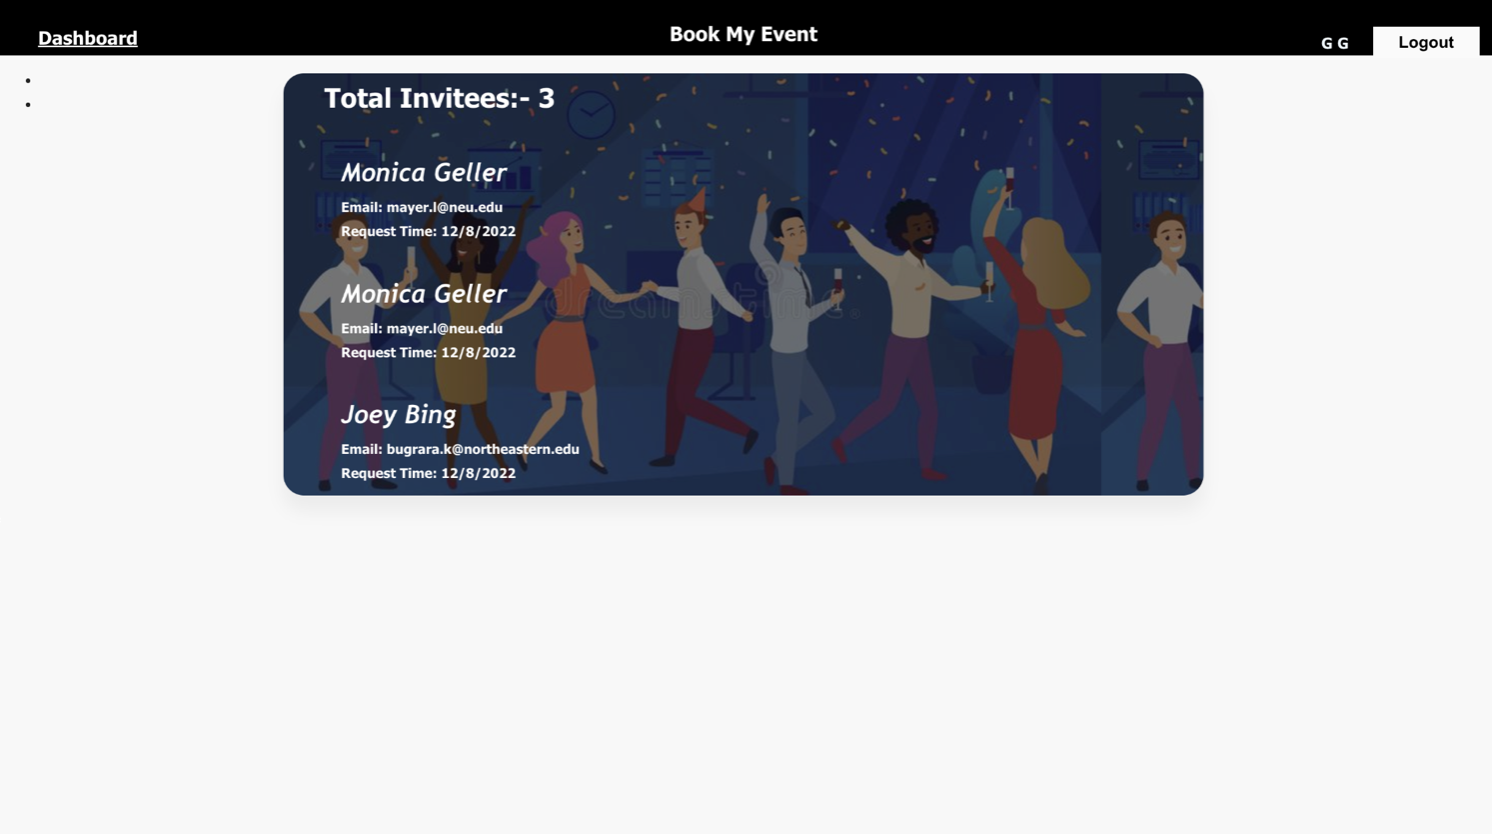 Dashboard
Book My Event
G G
Logout
Total Invitees:- 3
Monica Geller
Email: mayer.l@neu.edu
Request Time: 12/8/2022
Monica Geller
Email: mayer.l@neu.edu
Request Time: 12/8/2022
dreamstime.
Joey Bing
Email: bugrara.k@northeastern.edu
Request Time: 12/8/2022